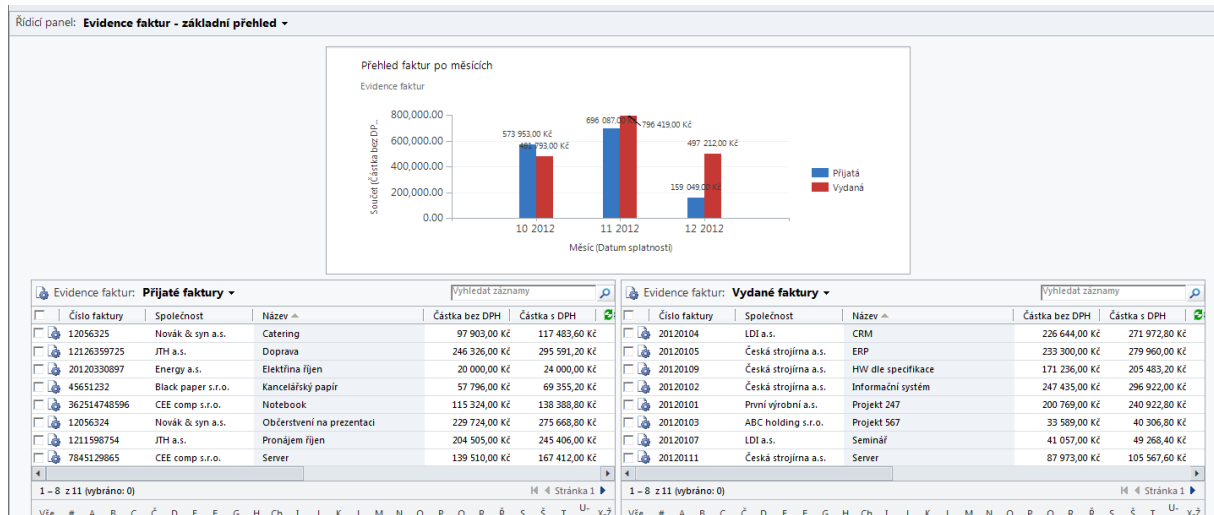 Řídicí panel: Evidence faktur - základní přehled
Přehled faktur po měsících
Evidence faktur
Součet (Částka bez DP...
800,000.00
600,000.00
400,000.00
200,000.00
0.00
573 953,00 Kč
481 793,00 Kč
696 087,00 Kč
796 419,00 Kč
159 049,00 Kč
497 212,00 Kč
10 2012 11 2012 12 2012
Měsíc (Datum splatnosti)
Přijatá
Vydaná
Evidence faktur: Přijaté faktury Vyhledat záznamy
Číslo faktury Společnost Název Částka bez DPH Částka s DPH
12056325 Novák & syn a.s. Catering 97 903,00 Kč 117 483,60 Kč
12126359725 JTH a.s. Doprava 246 326,00 Kč 295 591,20 Kč
20120330897 Energy a.s. Elektřina říjen 20 000,00 Kč 24 000,00 Kč
45651232 Black paper s.r.o. Kancelářský papír 57 796,00 Kč 69 355,20 Kč
362514748596 CEE comp s.r.o. Notebook 115 324,00 Kč 138 388,80 Kč
12056324 Novák & syn a.s. Občerstvení na prezentaci 229 724,00 Kč 275 668,80 Kč
1211598754 JTH a.s. Pronájem říjen 204 505,00 Kč 245 406,00 Kč
7845129865 CEE comp s.r.o. Server 139 510,00 Kč 167 412,00 Kč
1 – 8 z 11 (vybráno: 0) Stránka 1
Vše # A B C Č D E F G H Ch I J K L M N O P Q R Ř S Š T U- X-Ž
Evidence faktur: Vydané faktury Vyhledat záznamy
Číslo faktury Společnost Název Částka bez DPH Částka s DPH
20120104 LDI a.s. CRM 226 644,00 Kč 271 972,80 Kč
20120105 Česká strojírna a.s. ERP 233 300,00 Kč 279 960,00 Kč
20120109 Česká strojírna a.s. HW dle specifikace 171 236,00 Kč 205 483,20 Kč
20120102 Česká strojírna a.s. Informační systém 247 435,00 Kč 296 922,00 Kč
20120101 První výrobní a.s. Projekt 247 200 769,00 Kč 240 922,80 Kč
20120103 ABC holding s.r.o. Projekt 567 33 589,00 Kč 40 306,80 Kč
20120107 LDI a.s. Seminář 41 057,00 Kč 49 268,40 Kč
20120111 Česká strojírna a.s. Server 87 973,00 Kč 105 567,60 Kč
1 – 8 z 11 (vybráno: 0) Stránka 1
Vše # A B C Č D E F G H Ch I J K L M N O P Q R Ř S Š T U- X-Ž